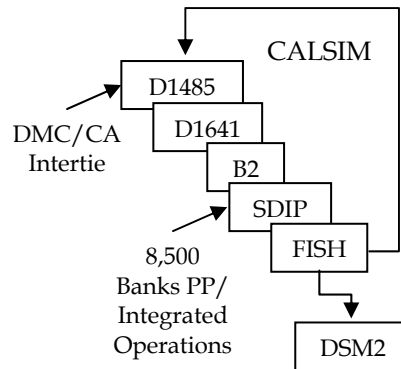 CALSIM
D1485
D1641
DMC/CA
Intertie
B2
SDIP
FISH
8,500
Banks PP/
Integrated
Operations
DSM2